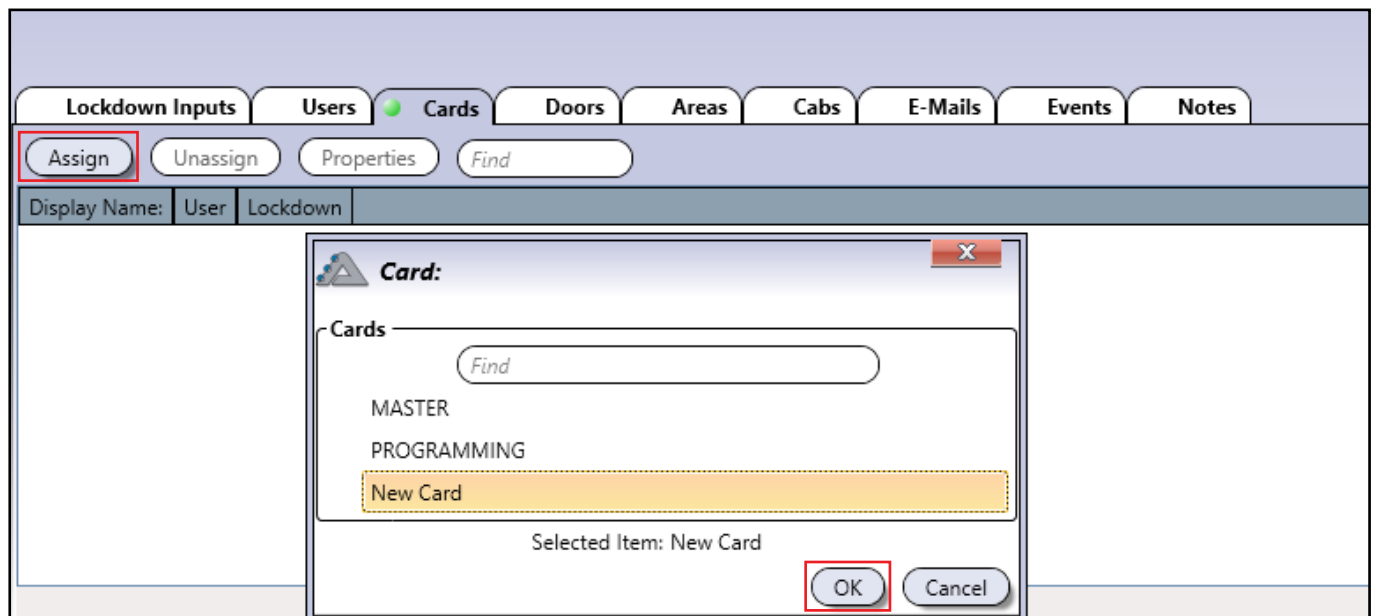 Lockdown Inputs Users Cards Doors Areas Cabs E-Mails Events Notes
Assign Unassign Properties Find
Display Name: User Lockdown
X
Card:
Cards
Find
MASTER
PROGRAMMING
New Card
Selected Item: New Card
OK Cancel